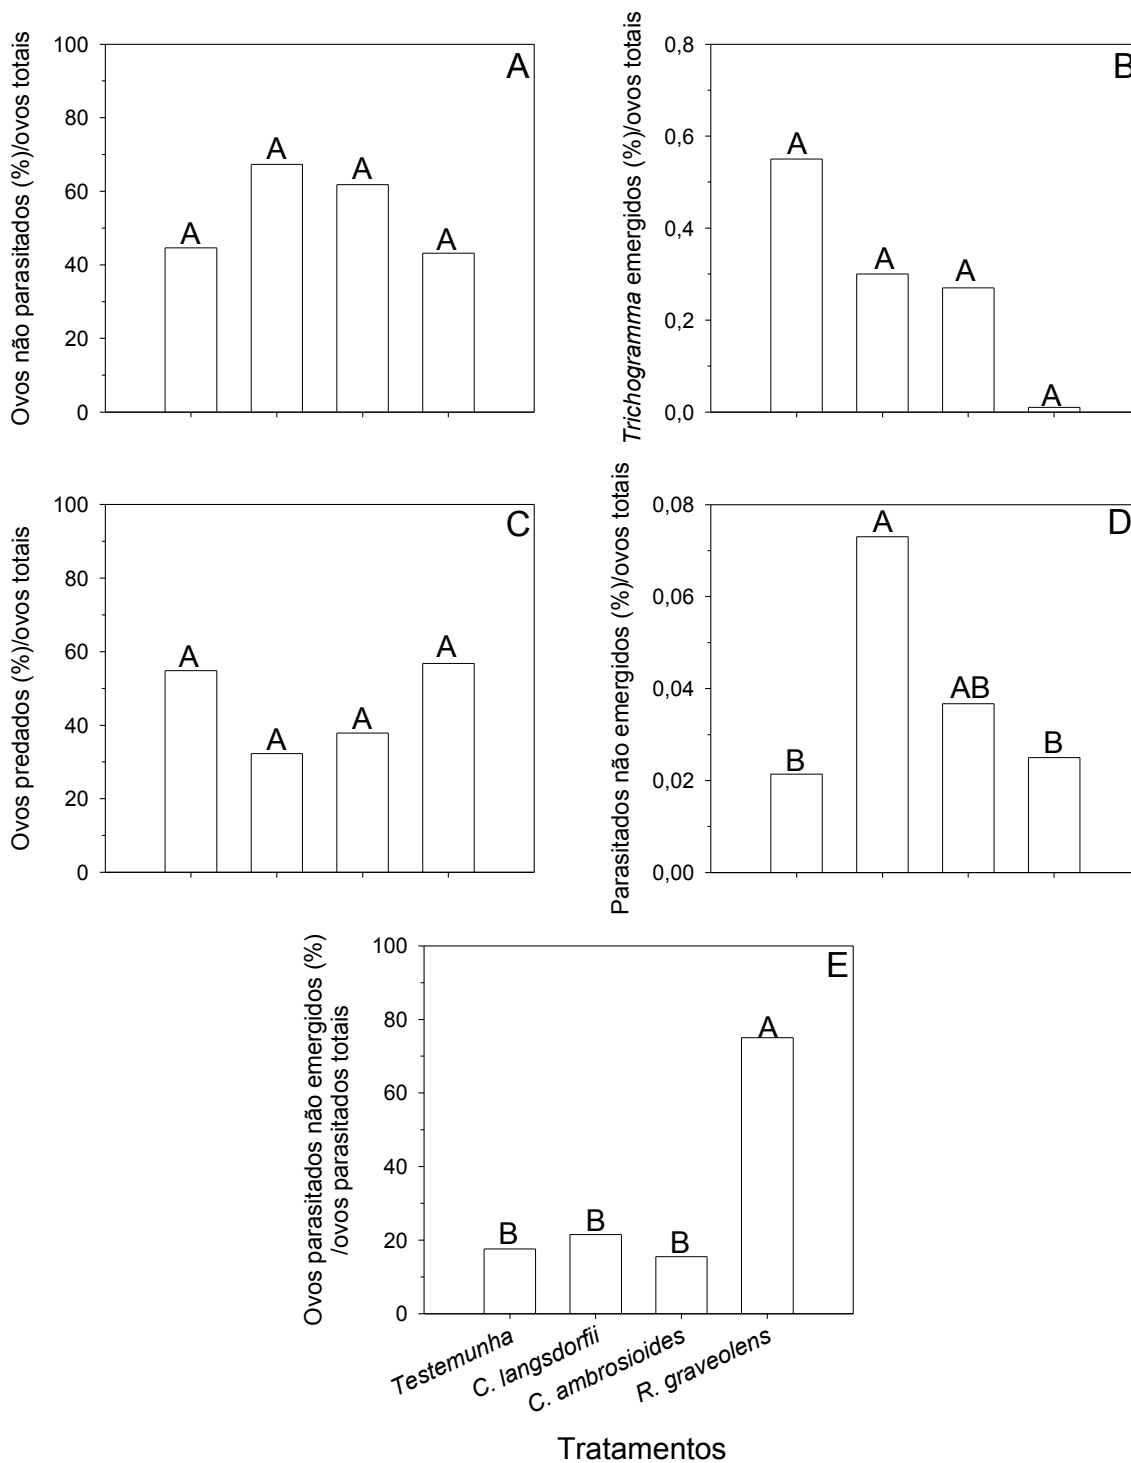 Ovos não parasitados (%)/ovos totais
100
80
60
40
20
0
A
A
A
A
A
Trichogramma emergidos (%)/ovos totais
0,8
0,6
0,4
0,2
0,0
B
A
A
A
A
Ovos predados (%)/ovos totais
100
80
60
40
20
0
C
A
A
A
A
Parasitados não emergidos (%)/ovos totais
0,08
0,06
0,04
0,02
0,00
D
B
A
AB
B
Ovos parasitados não emergidos (%)
/ovos parasitados totais
100
80
60
40
20
0
E
B
B
B
A
Testemunha
C. langsdorfii
C. ambrosioides
R. graveolens
Tratamentos